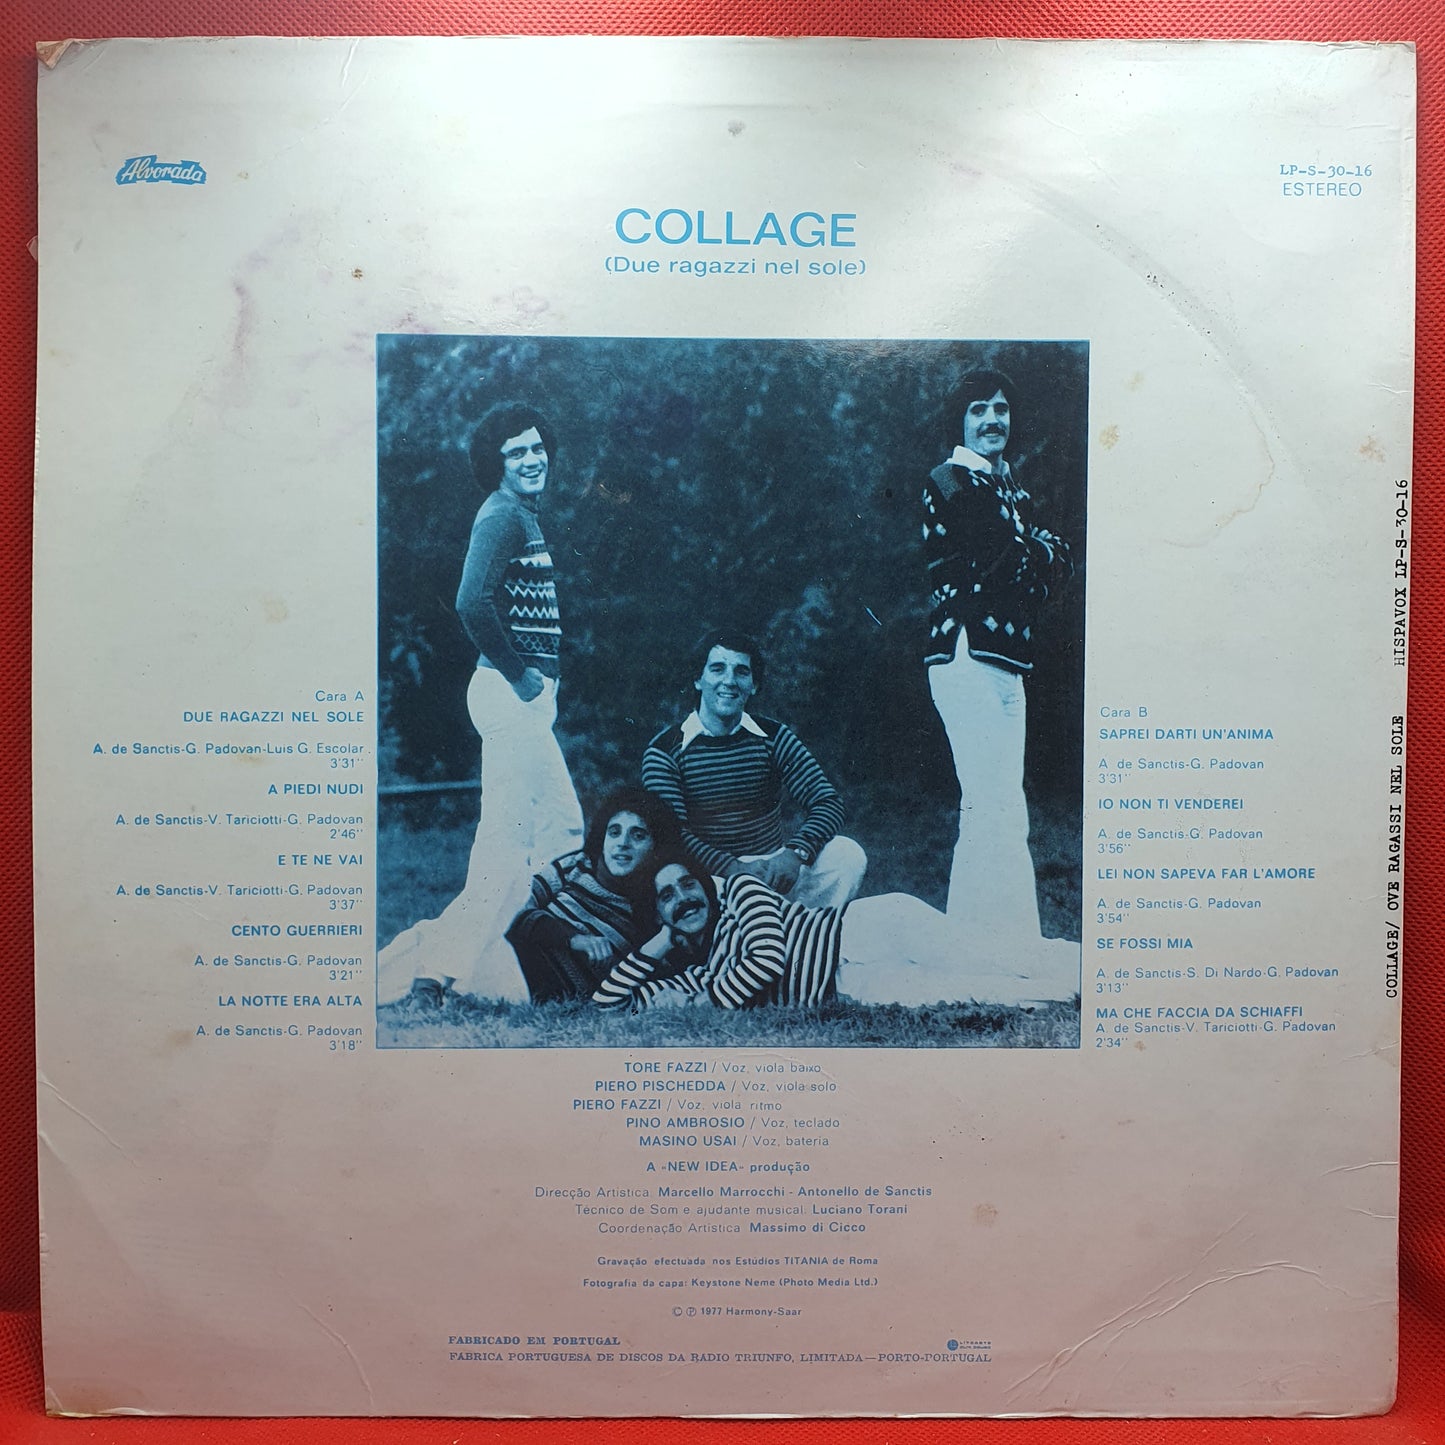 Alvorada
LP-S-30-16
ESTEREO
COLLAGE
(Due ragazzi nel sole)
Cara A
DUE RAGAZZI NEL SOLE
A. de Sanctis-G. Padovan-Luis G. Escolar
3'31''
A PIEDI NUDI
A. de Sanctis-V. Tariciotti-G. Padovan
2'46''
E TE NE VAI
A. de Sanctis-V. Tariciotti-G. Padovan
3'37''
CENTO GUERRIERI
A. de Sanctis-G. Padovan
3'21''
LA NOTTE ERA ALTA
A. de Sanctis-G. Padovan
3'18''
Cara B
SAPREI DARTI UN'ANIMA
A. de Sanctis-G. Padovan
3'31''
IO NON TI VENDEREI
A. de Sanctis-G. Padovan
3'56''
LEI NON SAPEVA FAR L'AMORE
A. de Sanctis-G. Padovan
3'54''
SE FOSSI MIA
A. de Sanctis-S. Di Nardo-G. Padovan
3'13''
MA CHE FACCIA DA SCHIAFFI
A. de Sanctis-V. Tariciotti-G. Padovan
2'34''
COLLAGE/ OVE RAGASSI NEL SOLE HISPAVOX LP-S-30-16
TORE FAZZI / Voz, viola baixo
PIERO PISCHEDDA / Voz, viola solo
PIERO FAZZI / Voz, viola ritmo
PINO AMBROSIO / Voz, teclado
MASINO USAI / Voz, bateria
A «NEW IDEA» produção
Direcção Artística Marcello Marrocchi - Antonello de Sanctis
Técnico de Som e ajudante musical Luciano Torani
Coordenação Artística Massimo di Cicco
Gravação efectuada nos Estúdios TITANIA de Roma
Fotografia da capa: Keystone Neme (Photo Media Ltd.)
© ℗ 1977 Harmony-Saar
FABRICADO EM PORTUGAL
FABRICA PORTUGUESA DE DISCOS DA RADIO TRIUNFO, LIMITADA—PORTO-PORTUGAL